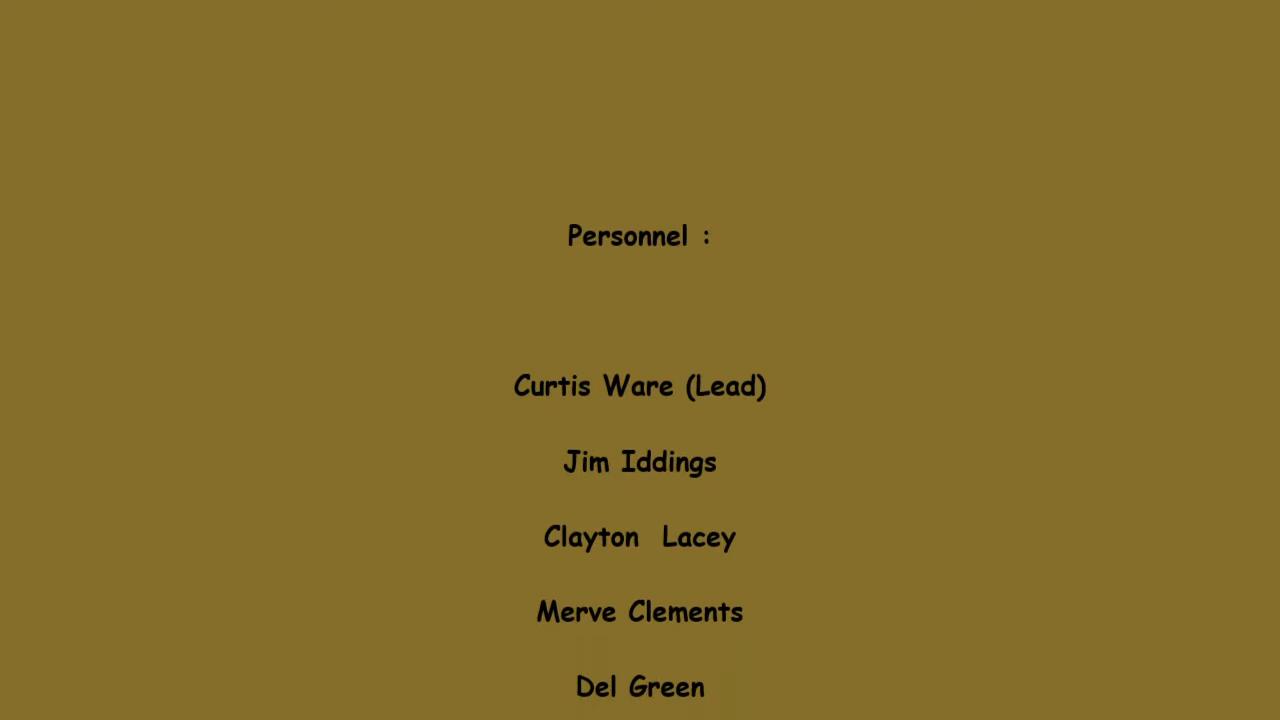 Personnel :
Curtis Ware (Lead)
Jim Iddings
Clayton  Lacey
Merve Clements
Del Green